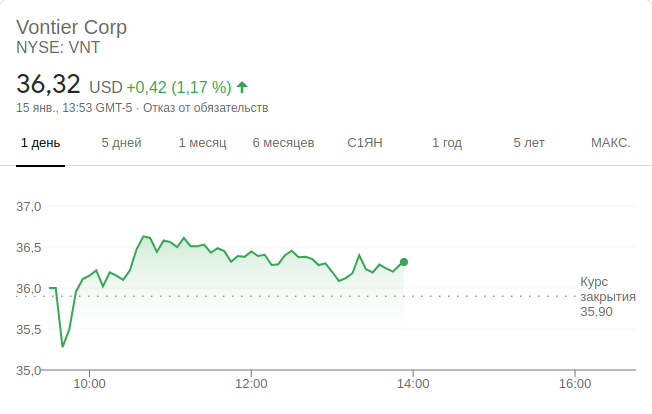 Vontier Corp
NYSE: VNT
36,32 USD +0,42 (1,17 %)
15 янв., 13:53 GMT-5 · Отказ от обязательств
1 день 5 дней 1 месяц 6 месяцев С1ЯН 1 год 5 лет МАКС.
37,0
36,5
36,0
35,5
35,0
Курс
закрытия
35,90
10:00 12:00 14:00 16:00